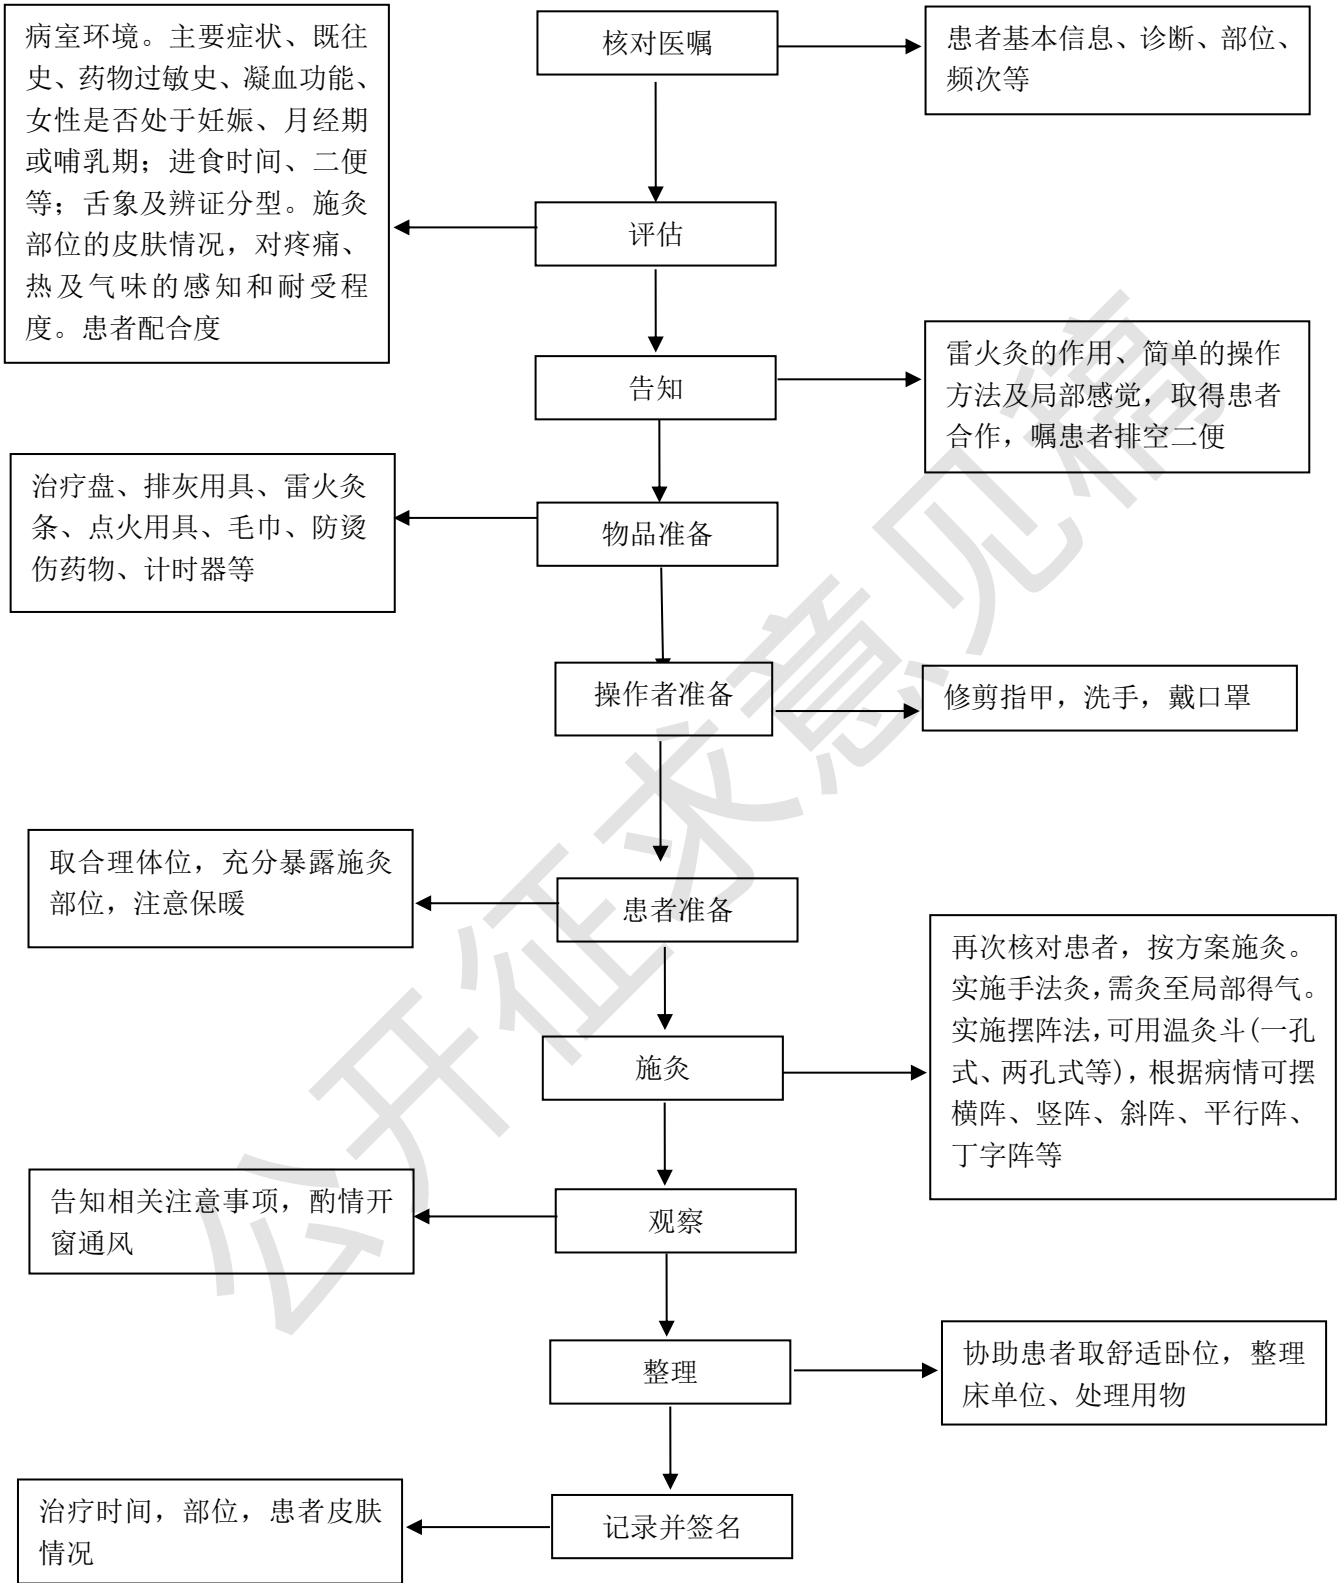 病室环境。主要症状、既往
史、药物过敏史、凝血功能、
女性是否处于妊娠、月经期
或哺乳期；进食时间、二便
等；舌象及辨证分型。施灸
部位的皮肤情况，对疼痛、
热及气味的感知和耐受程
度。患者配合度
核对医嘱
患者基本信息、诊断、部位、
频次等
评估
告知
雷火灸的作用、简单的操作
方法及局部感觉，取得患者
合作，嘱患者排空二便
治疗盘、排灰用具、雷火灸
条、点火用具、毛巾、防烫
伤药物、计时器等
物品准备
操作者准备
修剪指甲，洗手，戴口罩
取合理体位，充分暴露施灸
部位，注意保暖
患者准备
再次核对患者，按方案施灸。
实施手法灸，需灸至局部得气。
实施摆阵法，可用温灸斗(一孔
式、两孔式等)，根据病情可摆
横阵、竖阵、斜阵、平行阵、
丁字阵等
施灸
告知相关注意事项，酌情开
窗通风
观察
整理
协助患者取舒适卧位，整理
床单位、处理用物
治疗时间，部位，患者皮肤
情况
记录并签名
公开征求意见稿